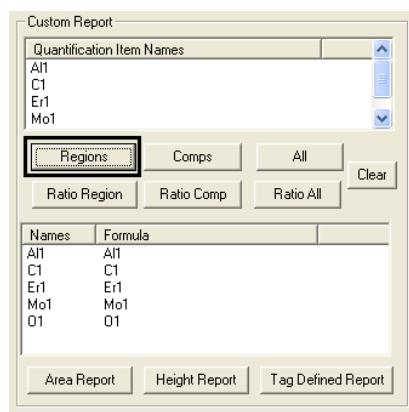 Custom Report
Quantification Item Names
Al1
C1
Er1
Mo1
Regions Comps All
Clear
Ratio Region Ratio Comp Ratio All
Names Formula
Al1 Al1
C1 C1
Er1 Er1
Mo1 Mo1
O1 O1
Area Report Height Report Tag Defined Report